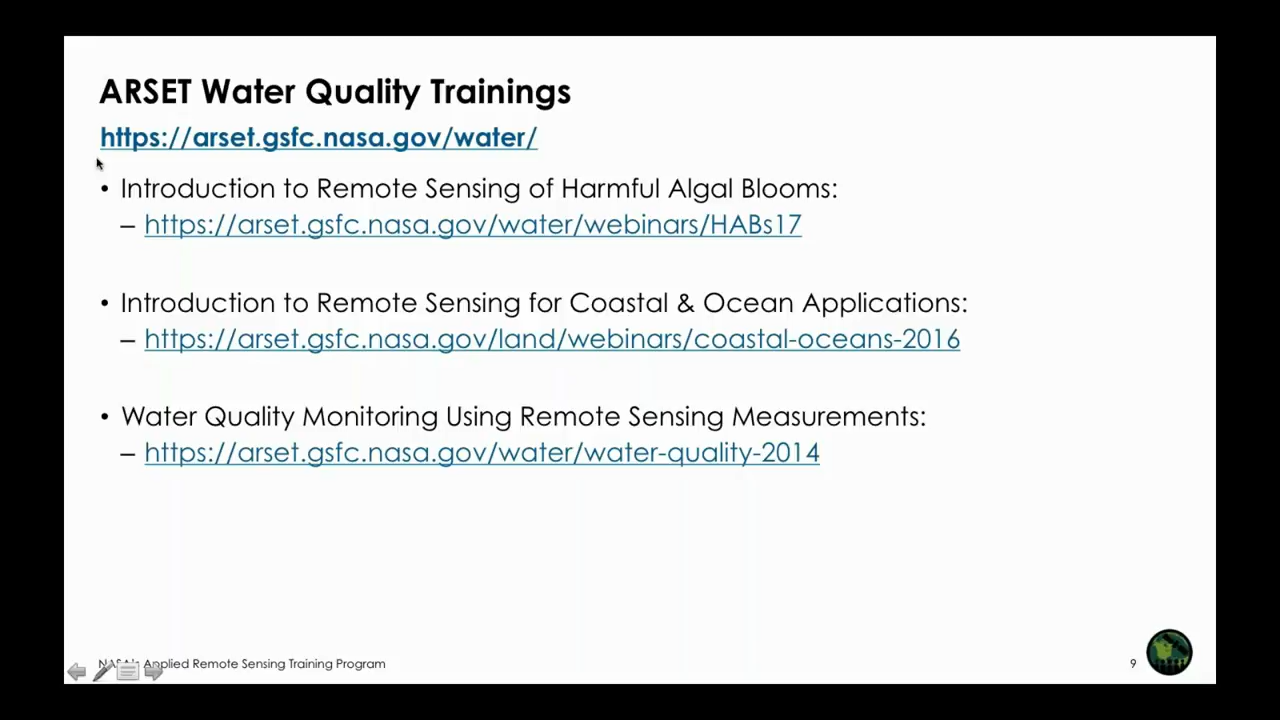 ARSET Water Quality Trainings
https://arset.gsfc.nasa.gov/water/
• Introduction to Remote Sensing of Harmful Algal Blooms:
– https://arset.gsfc.nasa.gov/water/webinars/HABs17
• Introduction to Remote Sensing for Coastal & Ocean Applications:
– https://arset.gsfc.nasa.gov/land/webinars/coastal-oceans-2016
• Water Quality Monitoring Using Remote Sensing Measurements:
– https://arset.gsfc.nasa.gov/water/water-quality-2014
NASA's Applied Remote Sensing Training Program
9